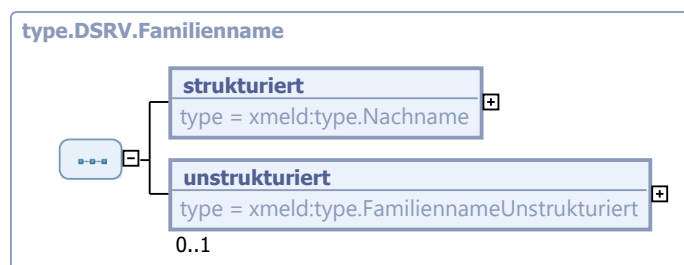 type.DSRV.Familienname
strukturiert
type = xmeld:type.Nachname
unstrukturiert
type = xmeld:type.FamiliennameUnstrukturiert
0..1